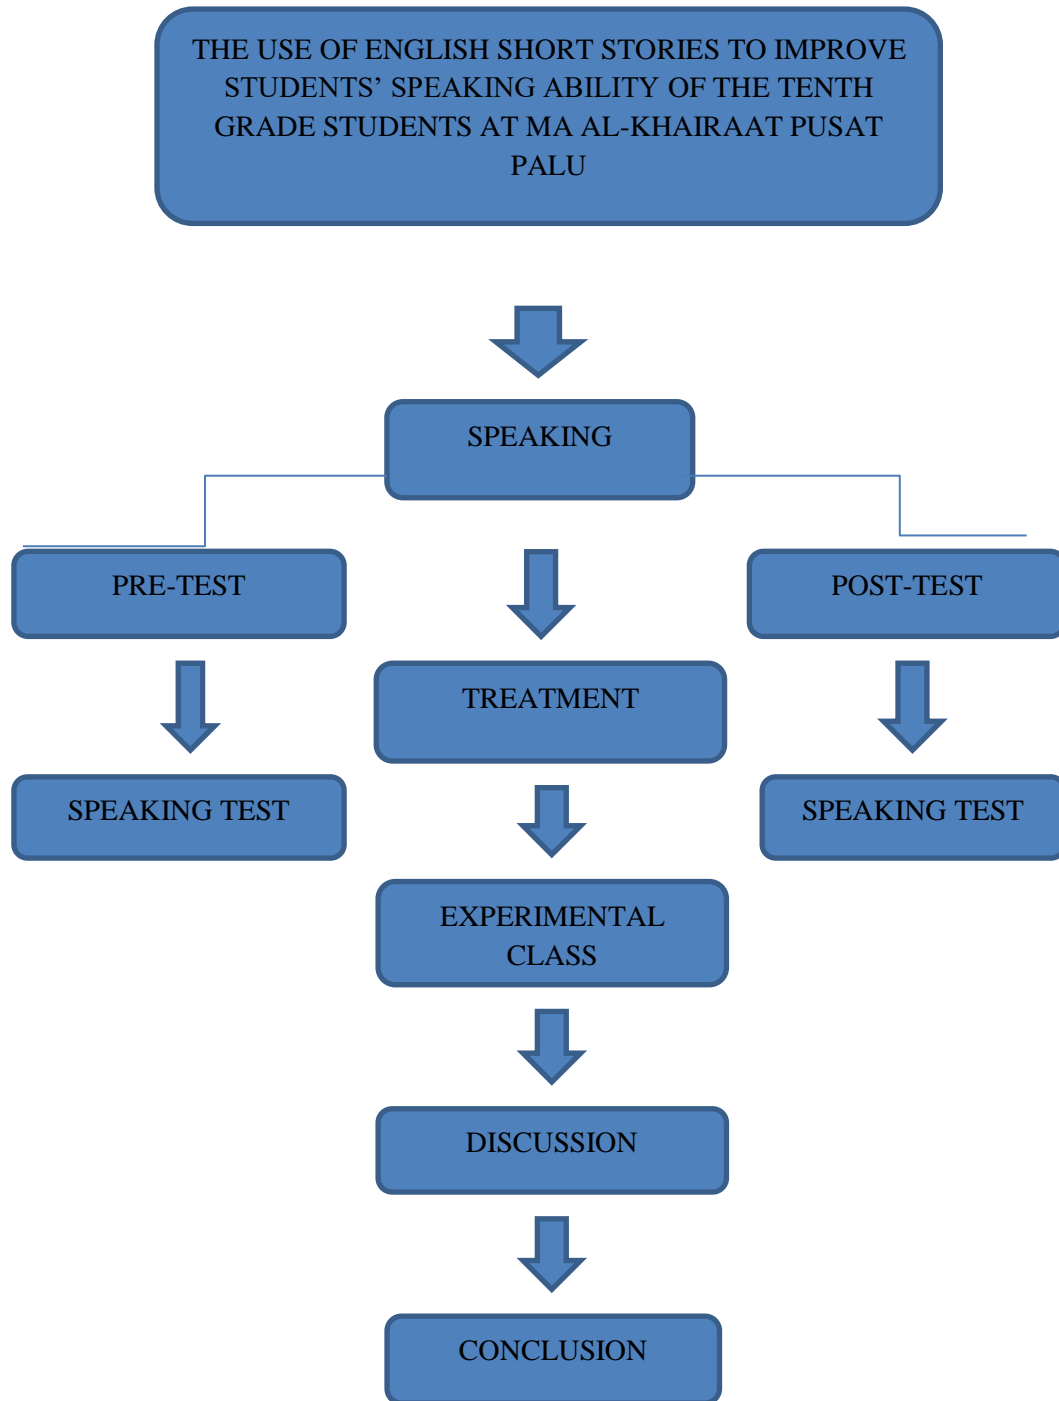 THE USE OF ENGLISH SHORT STORIES TO IMPROVE
STUDENTS’ SPEAKING ABILITY OF THE TENTH
GRADE STUDENTS AT MA AL-KHAIRAAT PUSAT
PALU
SPEAKING
PRE-TEST
POST-TEST
TREATMENT
SPEAKING TEST
SPEAKING TEST
EXPERIMENTAL
CLASS
DISCUSSION
CONCLUSION